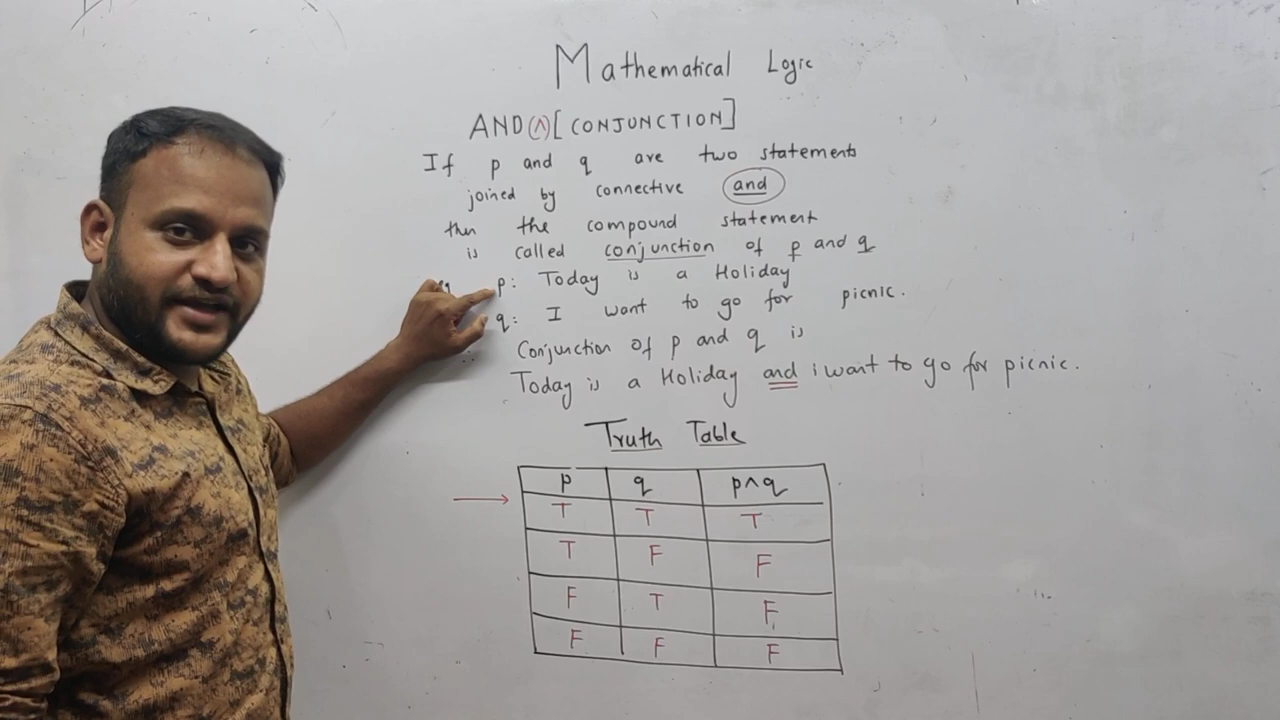 Mathematical Logic
AND (∧) [CONJUNCTION]
If p and q are two statements
joined by connective and
then the compound statement
is called conjunction of p and q
p: Today is a Holiday
q: I want to go for picnic.
Conjunction of p and q is
Today is a Holiday and i want to go for picnic.
Truth Table
p q p∧q
T T T
T F F
F T F
F F F